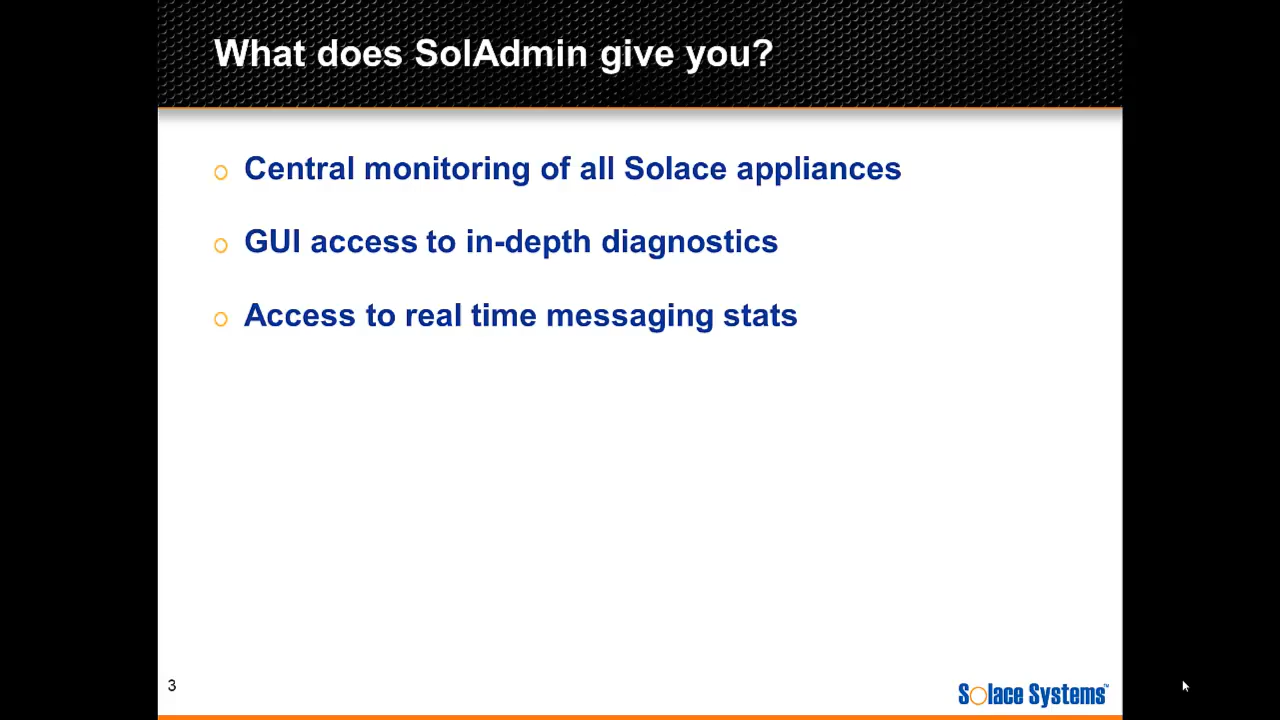 What does SolAdmin give you?
o Central monitoring of all Solace appliances
o GUI access to in-depth diagnostics
o Access to real time messaging stats
3
Solace Systems™